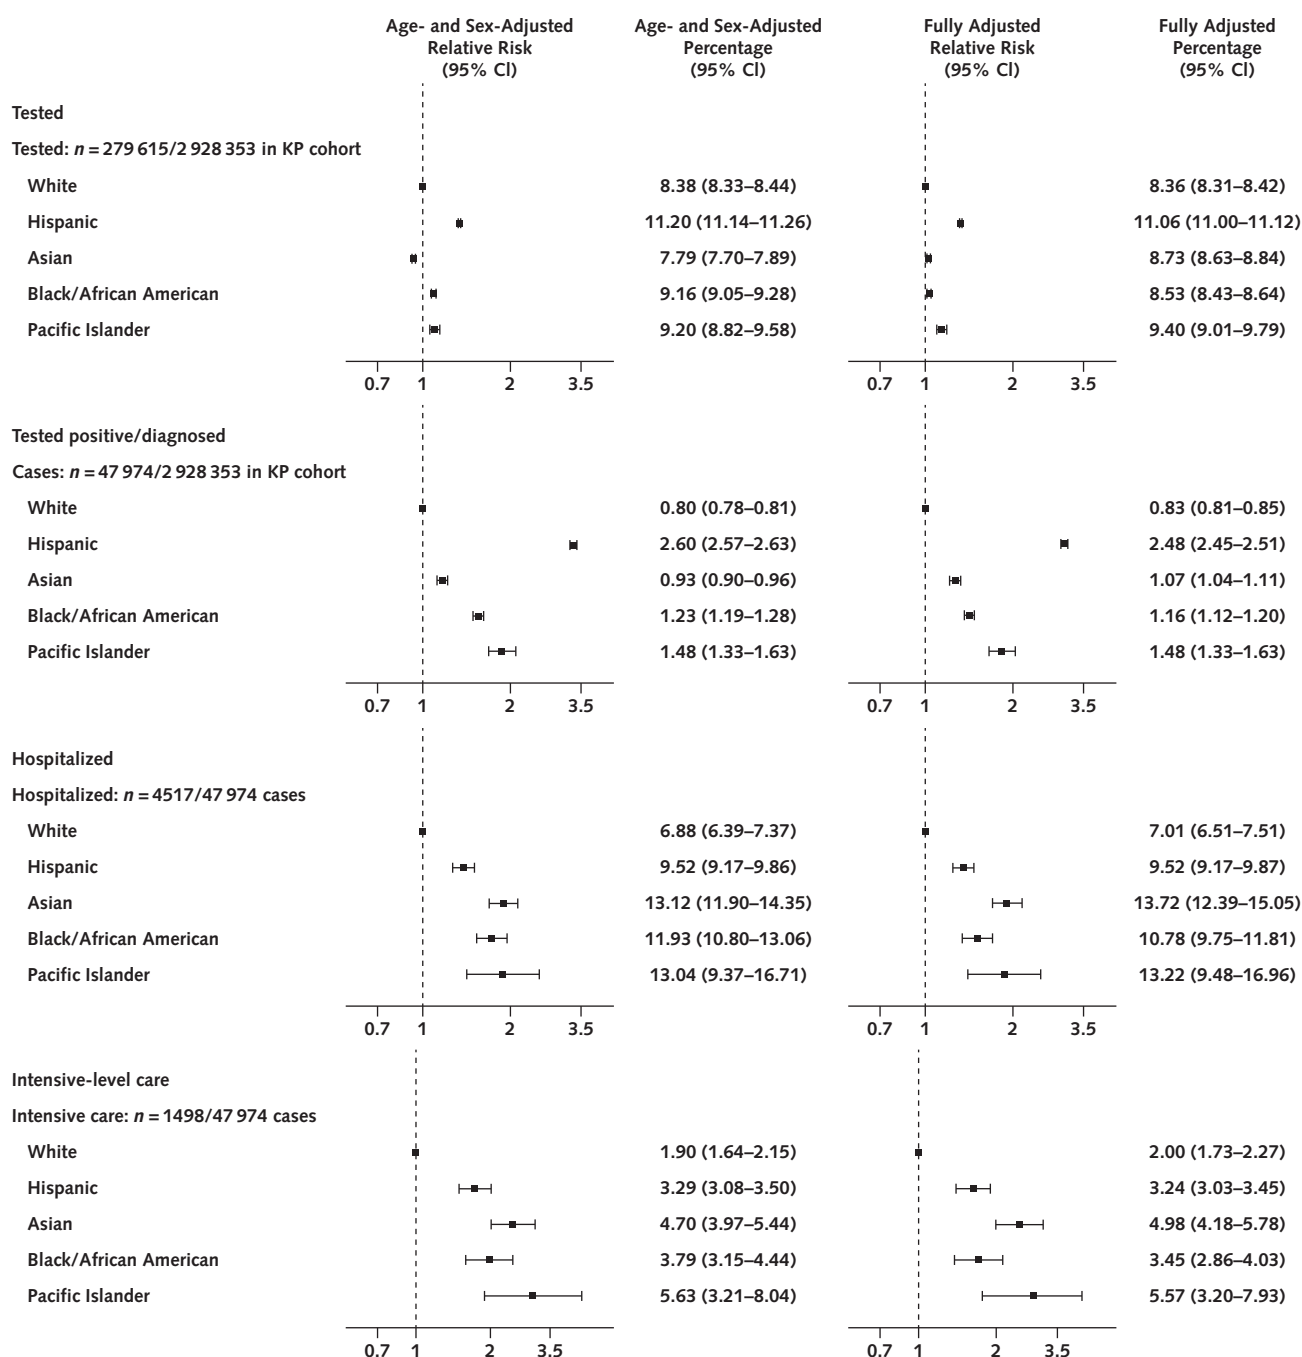 Age- and Sex-Adjusted Relative Risk (95% CI) Age- and Sex-Adjusted Percentage (95% CI) Fully Adjusted Relative Risk (95% CI) Fully Adjusted Percentage (95% CI)
Tested
Tested: n = 279 615/2 928 353 in KP cohort
White 8.38 (8.33–8.44) 8.36 (8.31–8.42)
Hispanic 11.20 (11.14–11.26) 11.06 (11.00–11.12)
Asian 7.79 (7.70–7.89) 8.73 (8.63–8.84)
Black/African American 9.16 (9.05–9.28) 8.53 (8.43–8.64)
Pacific Islander 9.20 (8.82–9.58) 9.40 (9.01–9.79)
0.7 1 2 3.5 0.7 1 2 3.5
Tested positive/diagnosed
Cases: n = 47 974/2 928 353 in KP cohort
White 0.80 (0.78–0.81) 0.83 (0.81–0.85)
Hispanic 2.60 (2.57–2.63) 2.48 (2.45–2.51)
Asian 0.93 (0.90–0.96) 1.07 (1.04–1.11)
Black/African American 1.23 (1.19–1.28) 1.16 (1.12–1.20)
Pacific Islander 1.48 (1.33–1.63) 1.48 (1.33–1.63)
0.7 1 2 3.5 0.7 1 2 3.5
Hospitalized
Hospitalized: n = 4517/47 974 cases
White 6.88 (6.39–7.37) 7.01 (6.51–7.51)
Hispanic 9.52 (9.17–9.86) 9.52 (9.17–9.87)
Asian 13.12 (11.90–14.35) 13.72 (12.39–15.05)
Black/African American 11.93 (10.80–13.06) 10.78 (9.75–11.81)
Pacific Islander 13.04 (9.37–16.71) 13.22 (9.48–16.96)
0.7 1 2 3.5 0.7 1 2 3.5
Intensive-level care
Intensive care: n = 1498/47 974 cases
White 1.90 (1.64–2.15) 2.00 (1.73–2.27)
Hispanic 3.29 (3.08–3.50) 3.24 (3.03–3.45)
Asian 4.70 (3.97–5.44) 4.98 (4.18–5.78)
Black/African American 3.79 (3.15–4.44) 3.45 (2.86–4.03)
Pacific Islander 5.63 (3.21–8.04) 5.57 (3.20–7.93)
0.7 1 2 3.5 0.7 1 2 3.5